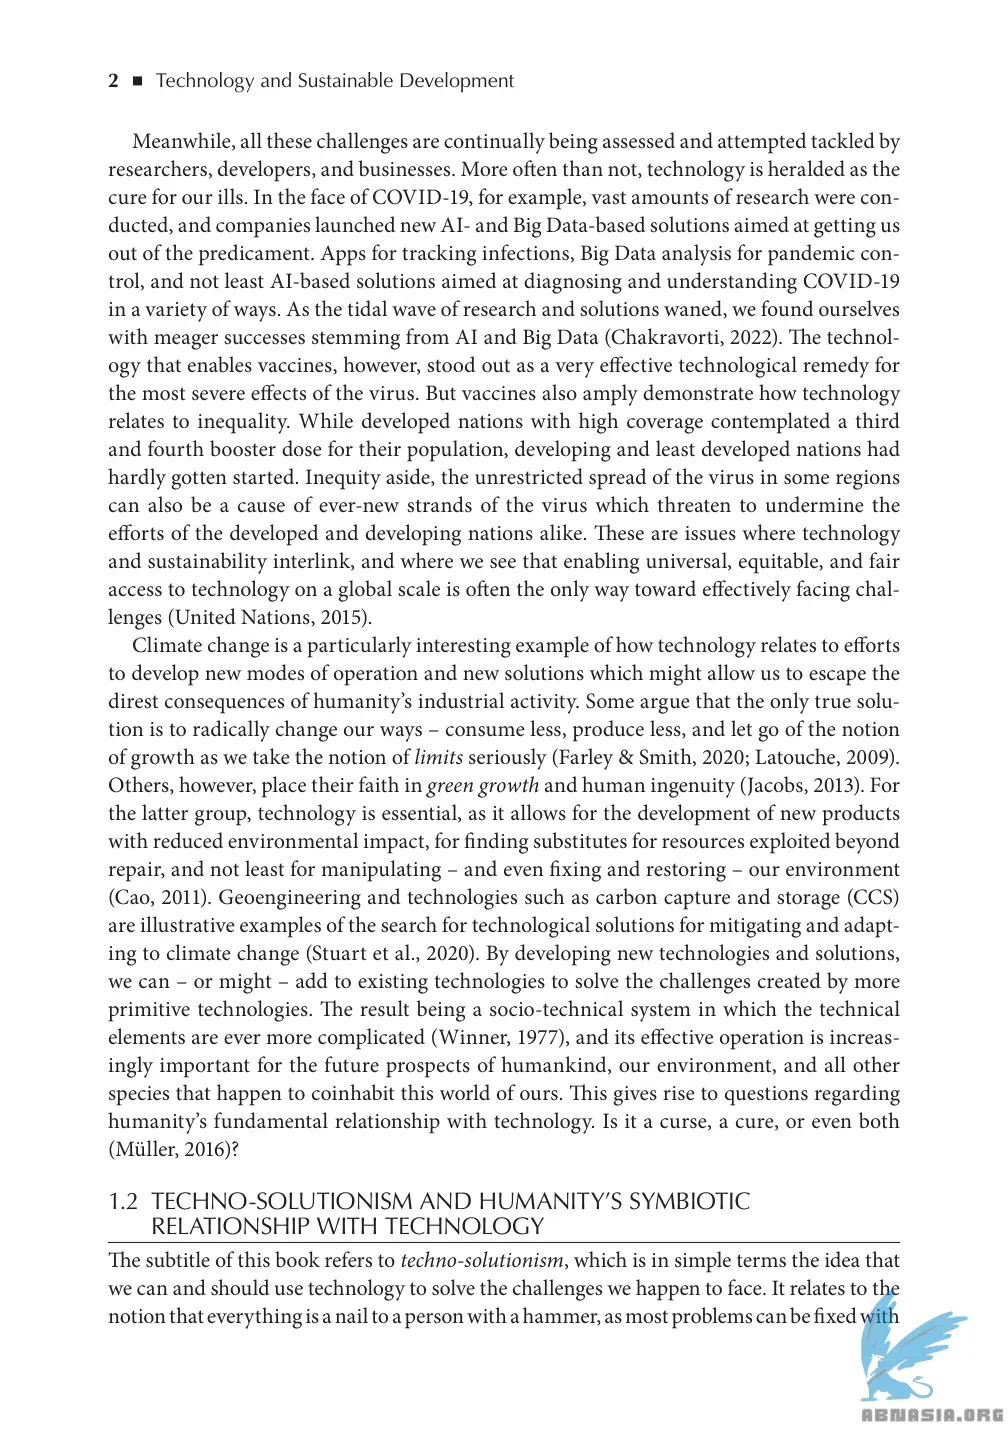 2 ■ Technology and Sustainable Development
Meanwhile, all these challenges are continually being assessed and attempted tackled by
researchers, developers, and businesses. More often than not, technology is heralded as the
cure for our ills. In the face of COVID-19, for example, vast amounts of research were con-
ducted, and companies launched new AI- and Big Data-based solutions aimed at getting us
out of the predicament. Apps for tracking infections, Big Data analysis for pandemic con-
trol, and not least AI-based solutions aimed at diagnosing and understanding COVID-19
in a variety of ways. As the tidal wave of research and solutions waned, we found ourselves
with meager successes stemming from AI and Big Data (Chakravorti, 2022). The technol-
ogy that enables vaccines, however, stood out as a very effective technological remedy for
the most severe effects of the virus. But vaccines also amply demonstrate how technology
relates to inequality. While developed nations with high coverage contemplated a third
and fourth booster dose for their population, developing and least developed nations had
hardly gotten started. Inequity aside, the unrestricted spread of the virus in some regions
can also be a cause of ever-new strands of the virus which threaten to undermine the
efforts of the developed and developing nations alike. These are issues where technology
and sustainability interlink, and where we see that enabling universal, equitable, and fair
access to technology on a global scale is often the only way toward effectively facing chal-
lenges (United Nations, 2015).
Climate change is a particularly interesting example of how technology relates to efforts
to develop new modes of operation and new solutions which might allow us to escape the
direst consequences of humanity's industrial activity. Some argue that the only true solu-
tion is to radically change our ways – consume less, produce less, and let go of the notion
of growth as we take the notion of limits seriously (Farley & Smith, 2020; Latouche, 2009).
Others, however, place their faith in green growth and human ingenuity (Jacobs, 2013). For
the latter group, technology is essential, as it allows for the development of new products
with reduced environmental impact, for finding substitutes for resources exploited beyond
repair, and not least for manipulating – and even fixing and restoring – our environment
(Cao, 2011). Geoengineering and technologies such as carbon capture and storage (CCS)
are illustrative examples of the search for technological solutions for mitigating and adapt-
ing to climate change (Stuart et al., 2020). By developing new technologies and solutions,
we can – or might – add to existing technologies to solve the challenges created by more
primitive technologies. The result being a socio-technical system in which the technical
elements are ever more complicated (Winner, 1977), and its effective operation is increas-
ingly important for the future prospects of humankind, our environment, and all other
species that happen to coinhabit this world of ours. This gives rise to questions regarding
humanity's fundamental relationship with technology. Is it a curse, a cure, or even both
(Müller, 2016)?
1.2 TECHNO-SOLUTIONISM AND HUMANITY'S SYMBIOTIC
RELATIONSHIP WITH TECHNOLOGY
The subtitle of this book refers to techno-solutionism, which is in simple terms the idea that
we can and should use technology to solve the challenges we happen to face. It relates to the
notion that everything is a nail to a person with a hammer, as most problems can be fixed with
ABNASIA.ORG